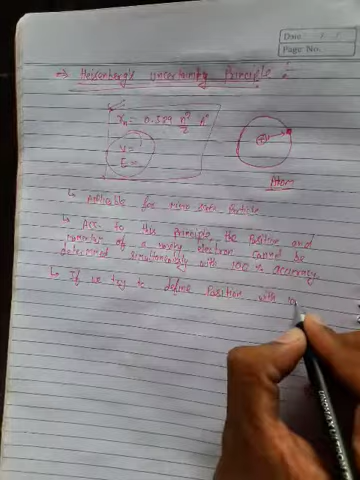 Date / /
Page No.
→ Heisenberg's uncertainty Principle :
rn = 0.529 n²/Z A°
v =
E =
Atom
↳ Applicable for micro particle
↳ Acc. to this principle the position and
momentum of a moving electron cannot be
determined simultaneously with 100 % accuracy
↳ If we try to define Position with